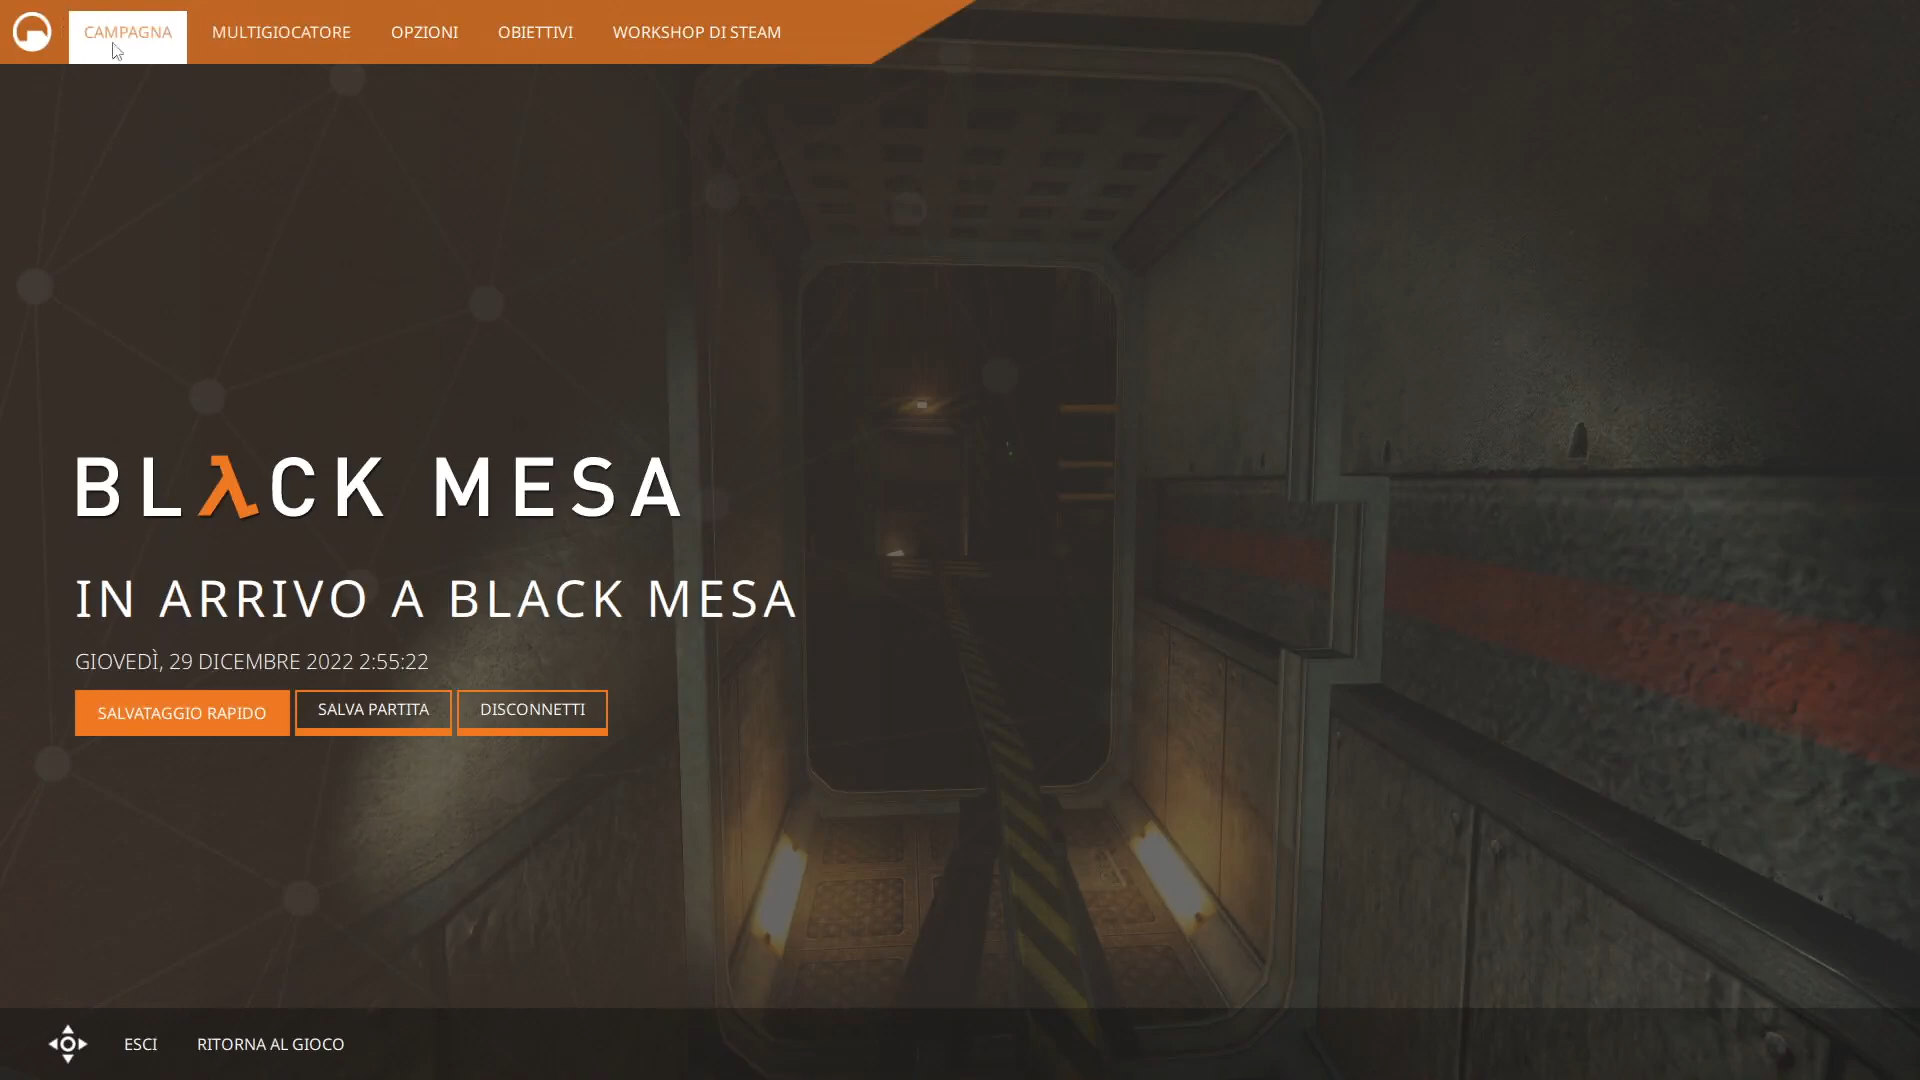 CAMPAGNA MULTIGIOCATORE OPZIONI OBIETTIVI WORKSHOP DI STEAM
BLλCK MESA
IN ARRIVO A BLACK MESA
GIOVEDÌ, 29 DICEMBRE 2022 2:55:22
SALVATAGGIO RAPIDO SALVA PARTITA DISCONNETTI
ESCI RITORNA AL GIOCO